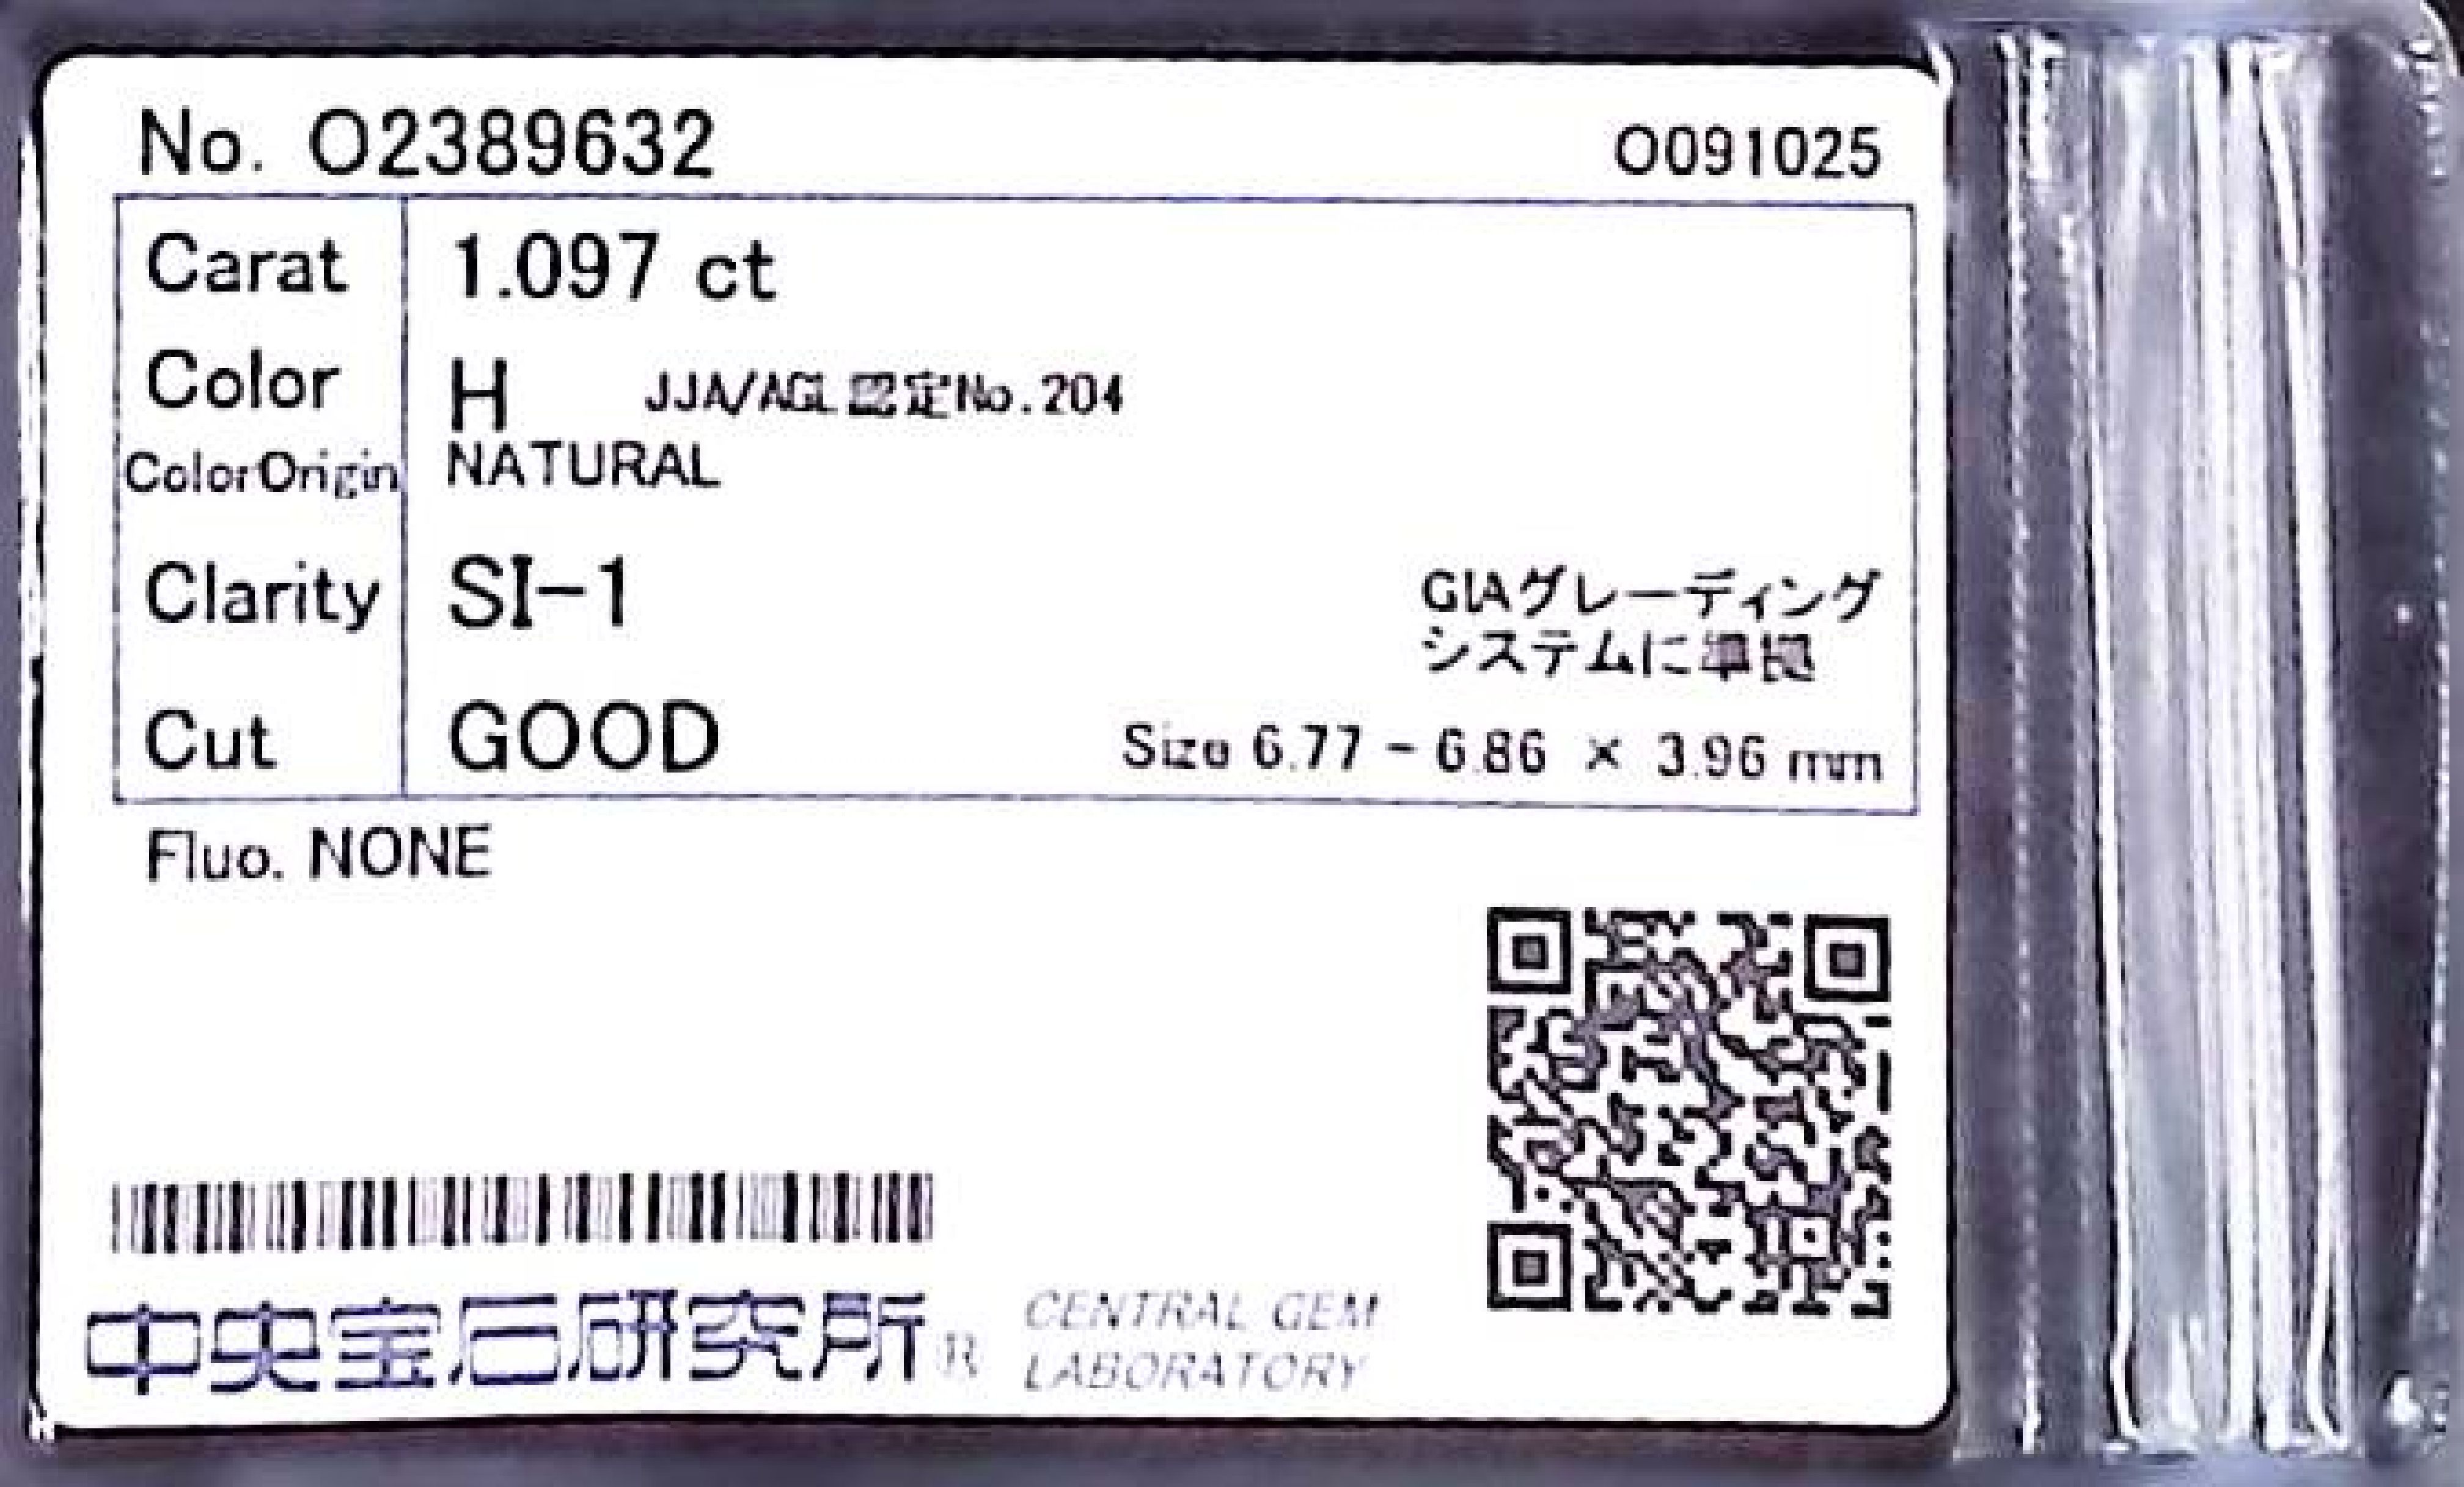 No. O2389632 O091025
Carat 1.097 ct
Color H JJA/AGL認定No.204
ColorOrigin NATURAL
Clarity SI-1
GIAグレーディング
システムに準拠
Cut GOOD Size 6.77 - 6.86 × 3.96 mm
Fluo. NONE
中央宝石研究所® CENTRAL GEM
LABORATORY